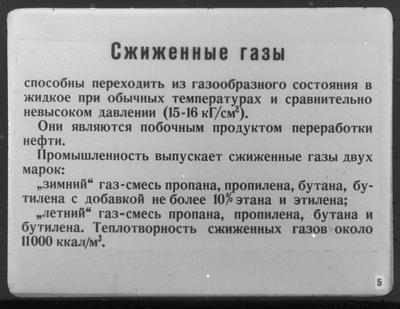 Сжиженные газы
способны переходить из газообразного состояния в
жидкое при обычных температурах и сравнительно
невысоком давлении (15-16 кГ/см²).
Они являются побочным продуктом переработки
нефти.
Промышленность выпускает сжиженные газы двух
марок:
„зимний“ газ-смесь пропана, пропилена, бутана, бу-
тилена с добавкой не более 10% этана и этилена;
„летний“ газ-смесь пропана, пропилена, бутана и
бутилена. Теплотворность сжиженных газов около
11000 ккал/м³.
5